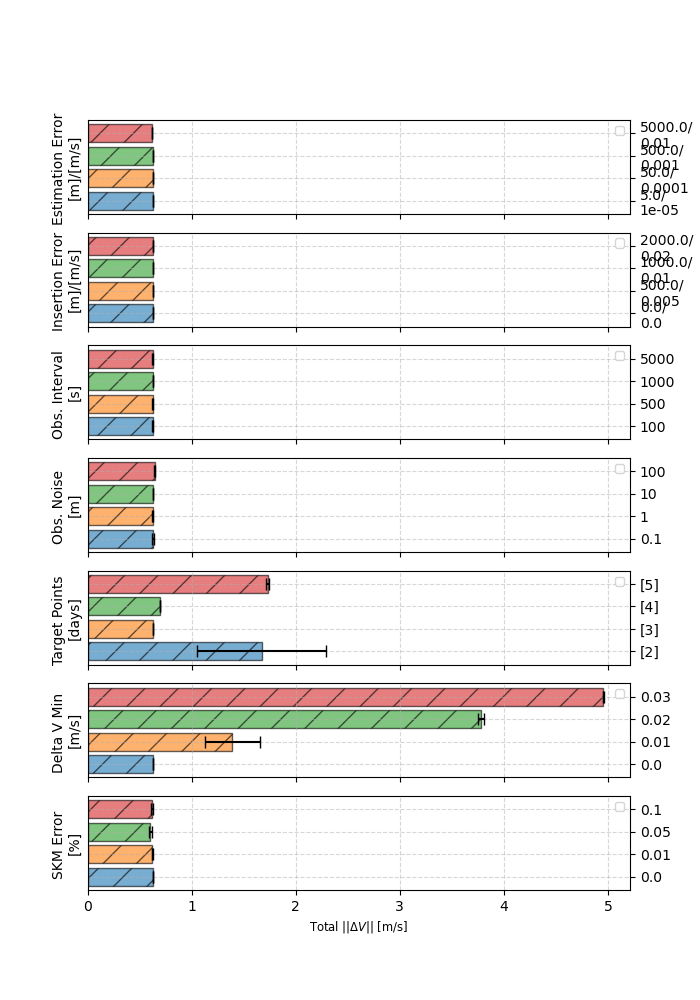 Estimation Error
[m]/[m/s]
5000.0/
0.01
500.0/
0.001
50.0/
0.0001
5.0/
1e-05
Insertion Error
[m]/[m/s]
2000.0/
0.02
1000.0/
0.01
500.0/
0.005
0.0/
0.0
Obs. Interval
[s]
5000
1000
500
100
Obs. Noise
[m]
100
10
1
0.1
Target Points
[days]
[5]
[4]
[3]
[2]
Delta V Min
[m/s]
0.03
0.02
0.01
0.0
SKM Error
[%]
0.1
0.05
0.01
0.0
0 1 2 3 4 5
Total ||ΔV|| [m/s]